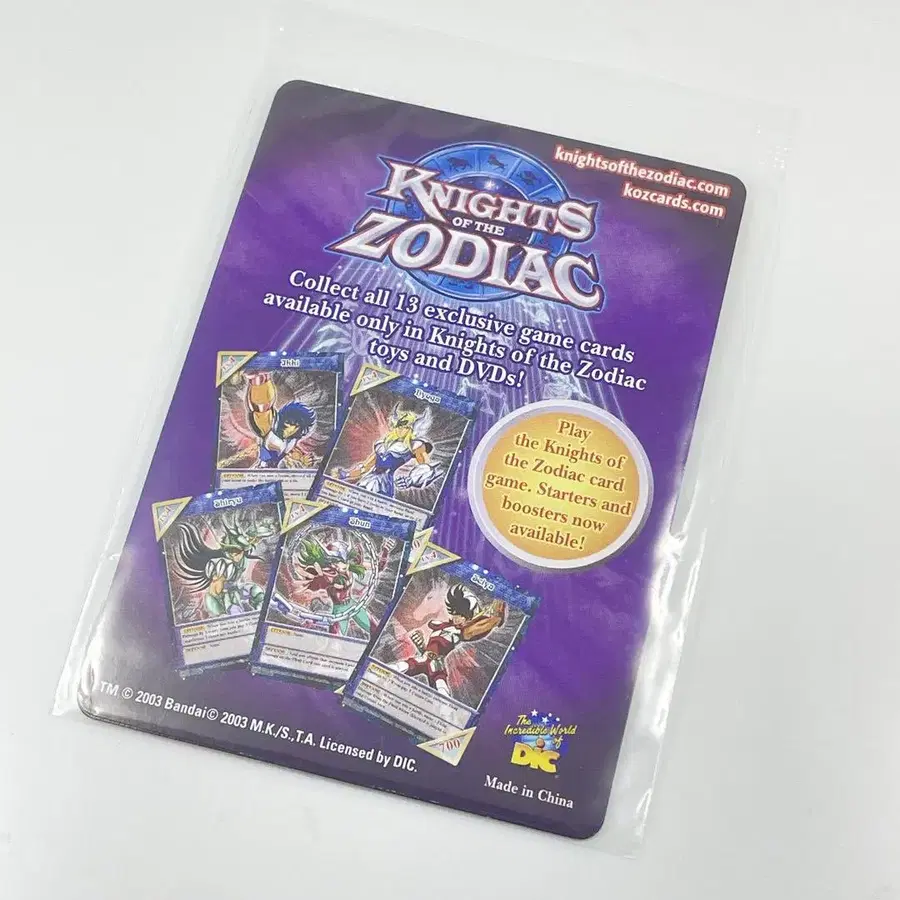 knightsofthezodiac.com
kozcards.com
KNIGHTS
OF THE
ZODIAC
Collect all 13 exclusive game cards
available only in Knights of the Zodiac
toys and DVDs!
Ikki
Hyoga
Shiryu
Shun
Seiya
700
Play
the Knights of
the Zodiac card
game. Starters and
boosters now
available!
TM. © 2003 Bandai © 2003 M.K./S.,T.A. Licensed by DIC.
The
Incredible World
of
DIC
Made in China